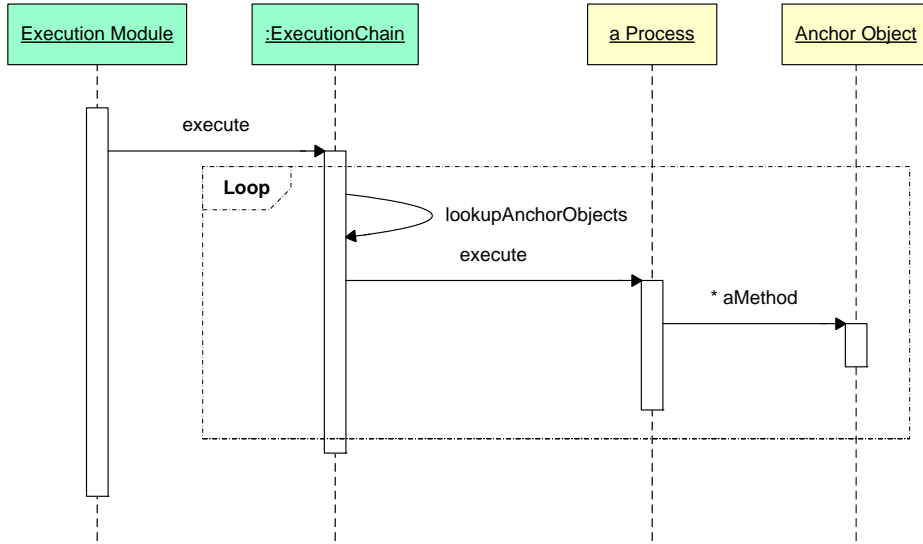 Execution Module
:ExecutionChain
a Process
Anchor Object
execute
Loop
lookupAnchorObjects
execute
* aMethod